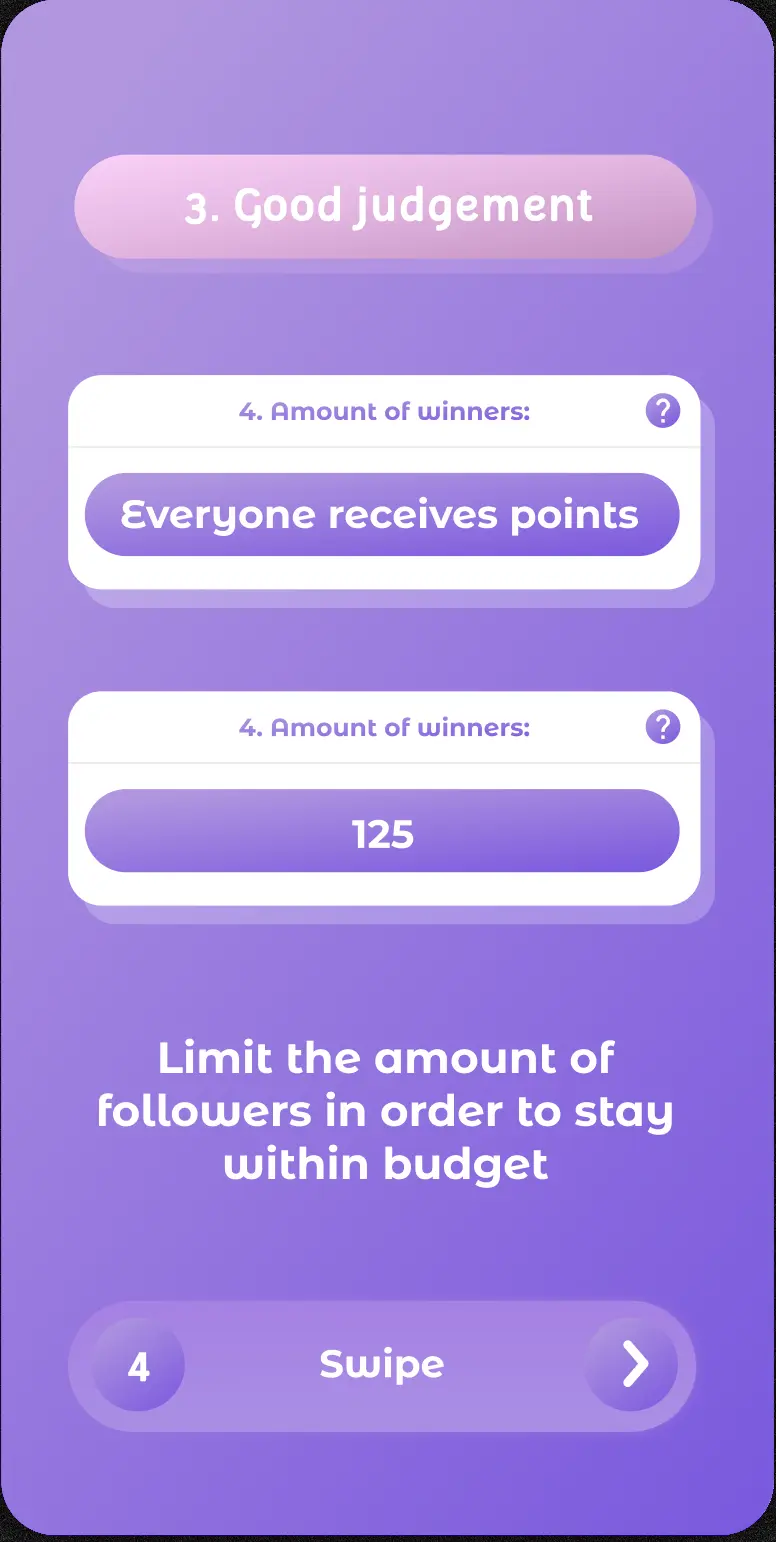 3. Good judgement
4. Amount of winners:
?
Everyone receives points
4. Amount of winners:
?
125
Limit the amount of
followers in order to stay
within budget
4
Swipe